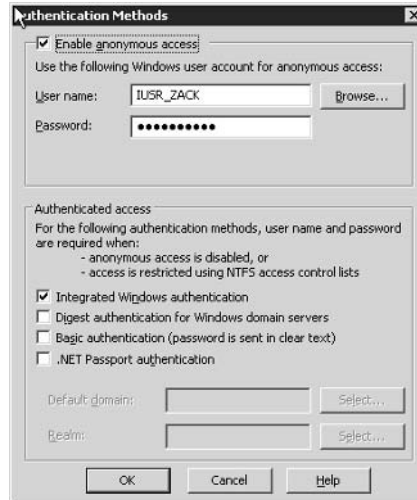 Authentication Methods
Enable anonymous access
Use the following Windows user account for anonymous access:
User name:
IUSR_ZACK
Browse...
Password:
●●●●●●●●●●
Authenticated access
For the following authentication methods, user name and password
are required when:
- anonymous access is disabled, or
- access is restricted using NTFS access control lists
Integrated Windows authentication
Digest authentication for Windows domain servers
Basic authentication (password is sent in clear text)
.NET Passport authentication
Default domain:
Select...
Realm:
Select...
OK
Cancel
Help